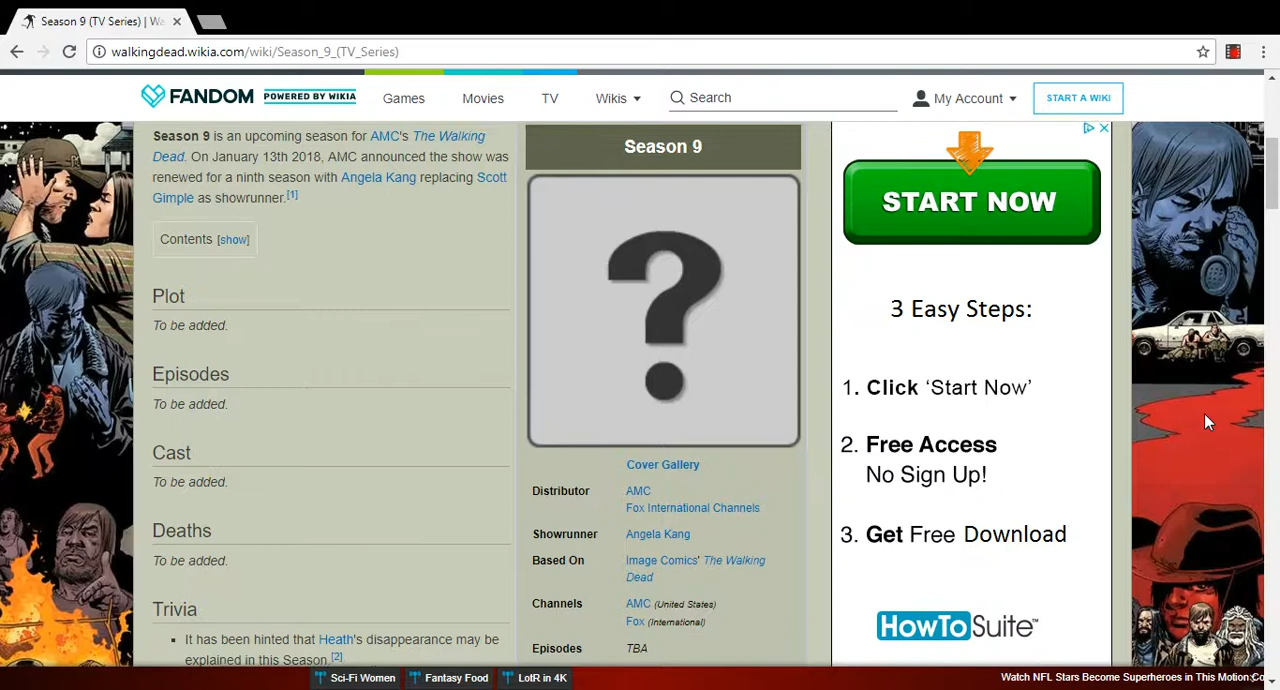 Season 9 (TV Series) | Wa
walkingdead.wikia.com/wiki/Season_9_(TV_Series)
FANDOM POWERED BY WIKIA Games Movies TV Wikis Search My Account START A WIKI
Season 9 is an upcoming season for AMC's The Walking
Dead. On January 13th 2018, AMC announced the show was
renewed for a ninth season with Angela Kang replacing Scott
Gimple as showrunner.[1]
Contents [show]
Plot
To be added.
Episodes
To be added.
Cast
To be added.
Deaths
To be added.
Trivia
It has been hinted that Heath's disappearance may be
explained in this Season.[2]
Season 9
?
Cover Gallery
Distributor AMC
Fox International Channels
Showrunner Angela Kang
Based On Image Comics' The Walking
Dead
Channels AMC (United States)
Fox (International)
Episodes TBA
START NOW
3 Easy Steps:
1. Click ‘Start Now’
2. Free Access
No Sign Up!
3. Get Free Download
HowToSuite™
Sci-Fi Women Fantasy Food LotR in 4K
Watch NFL Stars Become Superheroes in This Motion Co